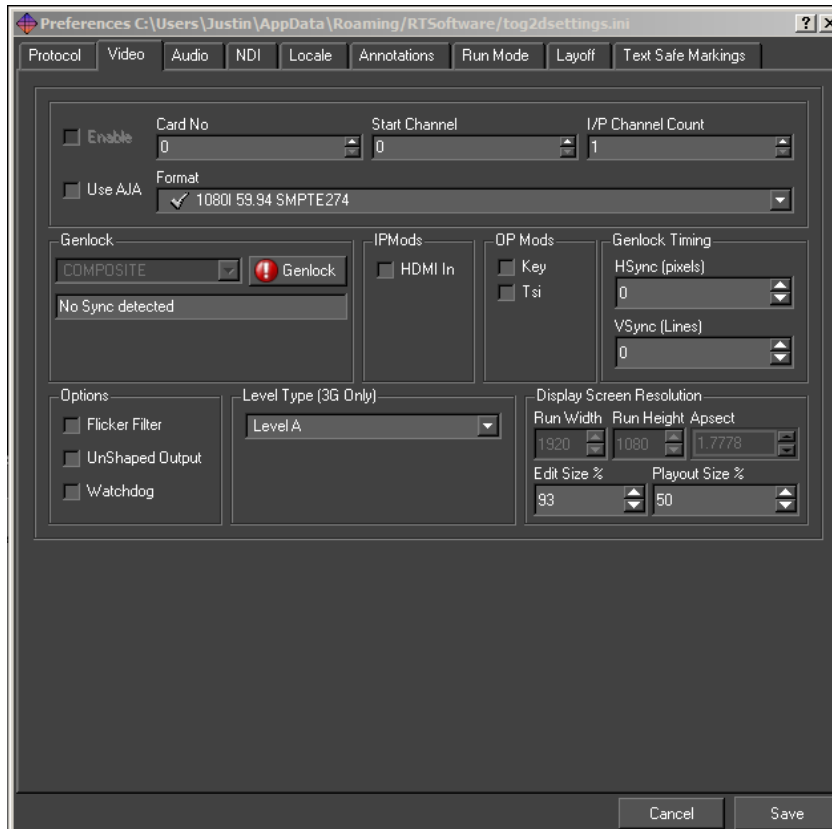 Preferences C:\Users\Justin\AppData\Roaming/RTSoftware/tog2dsettings.ini
Protocol Video Audio NDI Locale Annotations Run Mode Layoff Text Safe Markings
Card No Start Channel I/P Channel Count
Enable 0 0 1
Format
Use AJA 1080I 59.94 SMPTE274
Genlock IPMods OP Mods Genlock Timing
COMPOSITE Genlock HDMI In Key HSync (pixels)
Tsi 0
No Sync detected
VSync (Lines)
0
Options Level Type (3G Only) Display Screen Resolution
Flicker Filter Level A Run Width Run Height Apsect
1920 1080 1.7778
UnShaped Output
Edit Size % Playout Size %
Watchdog 93 50
Cancel Save